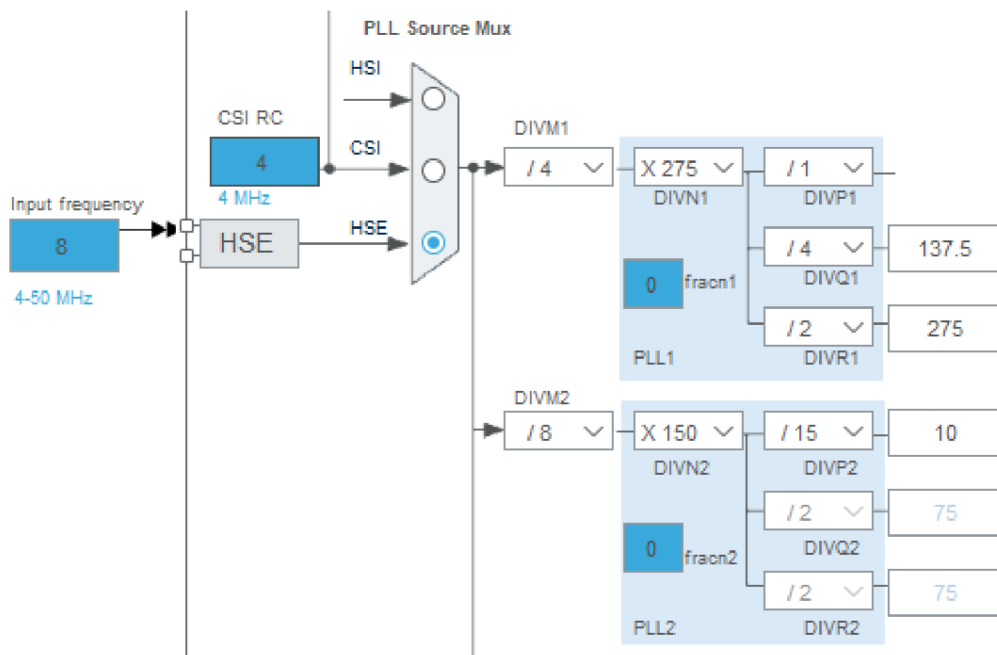 PLL Source Mux
HSI
CSI RC
4
4 MHz
CSI
Input frequency
8
4-50 MHz
HSE
HSE
DIVM1
/ 4
X 275
DIVN1
/ 1
DIVP1
/ 4
DIVQ1
137.5
0
fracn1
/ 2
DIVR1
275
PLL1
DIVM2
/ 8
X 150
DIVN2
/ 15
DIVP2
10
/ 2
DIVQ2
75
0
fracn2
/ 2
DIVR2
75
PLL2